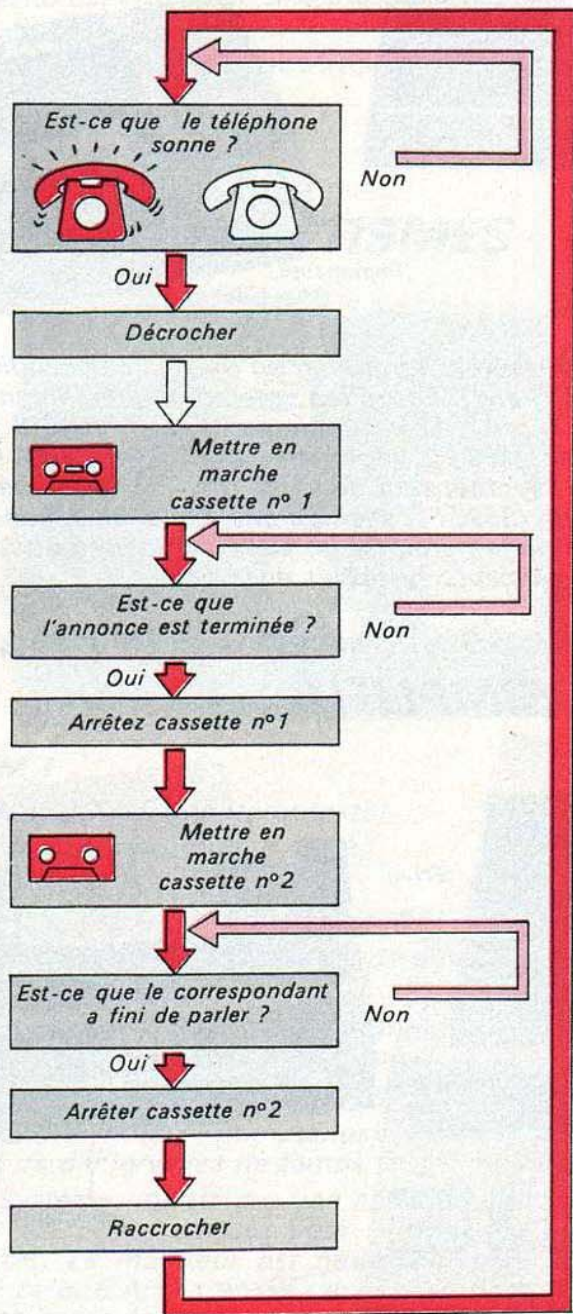 Est-ce que le téléphone
sonne ?
Non
Oui
Décrocher
Mettre en
marche
cassette nº 1
Est-ce que
l'annonce est terminée ?
Non
Oui
Arrêtez cassette nº1
Mettre en
marche
cassette nº2
Est-ce que le correspondant
a fini de parler ?
Non
Oui
Arrêter cassette nº2
Raccrocher